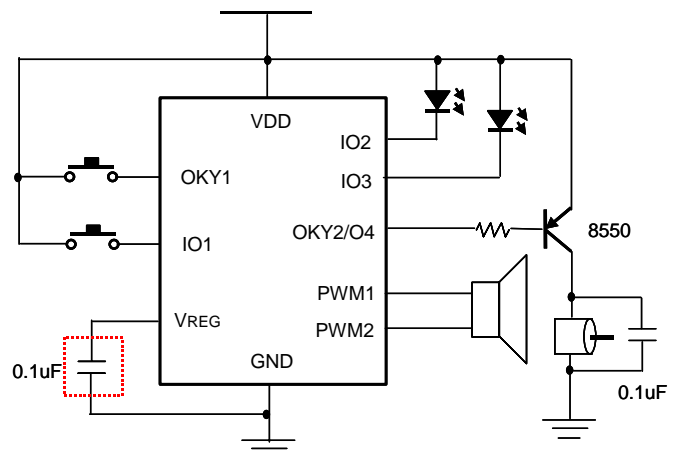 VDD
IO2
OKY1
IO3
OKY2/O4
8550
IO1
PWM1
VREG
PWM2
GND
0.1uF
0.1uF